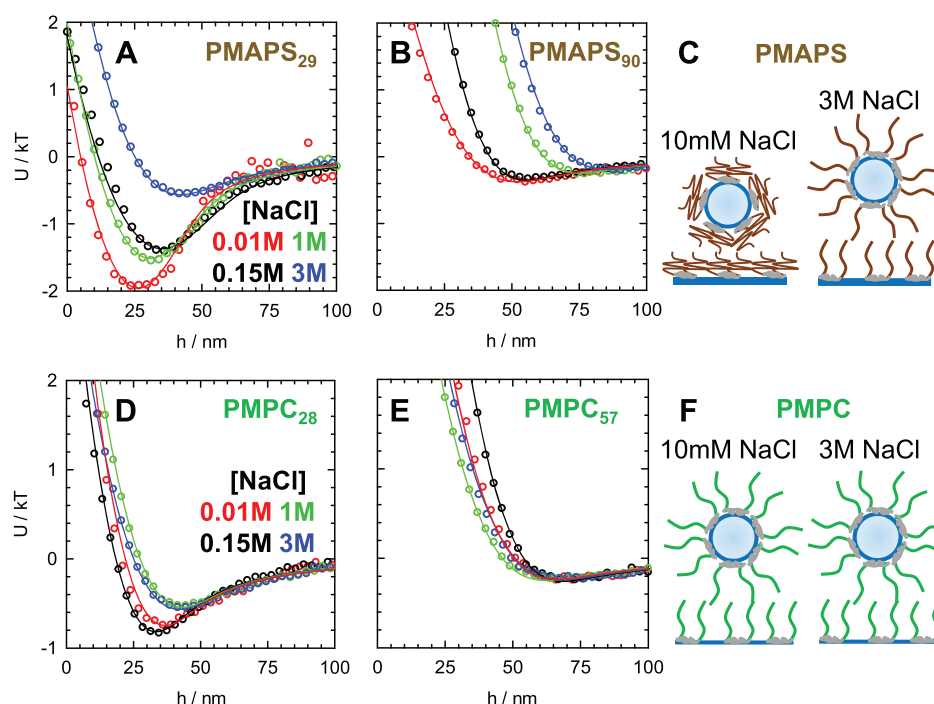 A
PMAPS29
2
1
0
-1
-2
U / kT
[NaCl]
0.01M 1M
0.15M 3M
0 25 50 75 100
h / nm
B
PMAPS90
0 25 50 75 100
h / nm
C
PMAPS
10mM NaCl
3M NaCl
D
PMPC28
2
1
0
-1
U / kT
[NaCl]
0.01M 1M
0.15M 3M
0 25 50 75 100
h / nm
E
PMPC57
0 25 50 75 100
h / nm
F
PMPC
10mM NaCl 3M NaCl